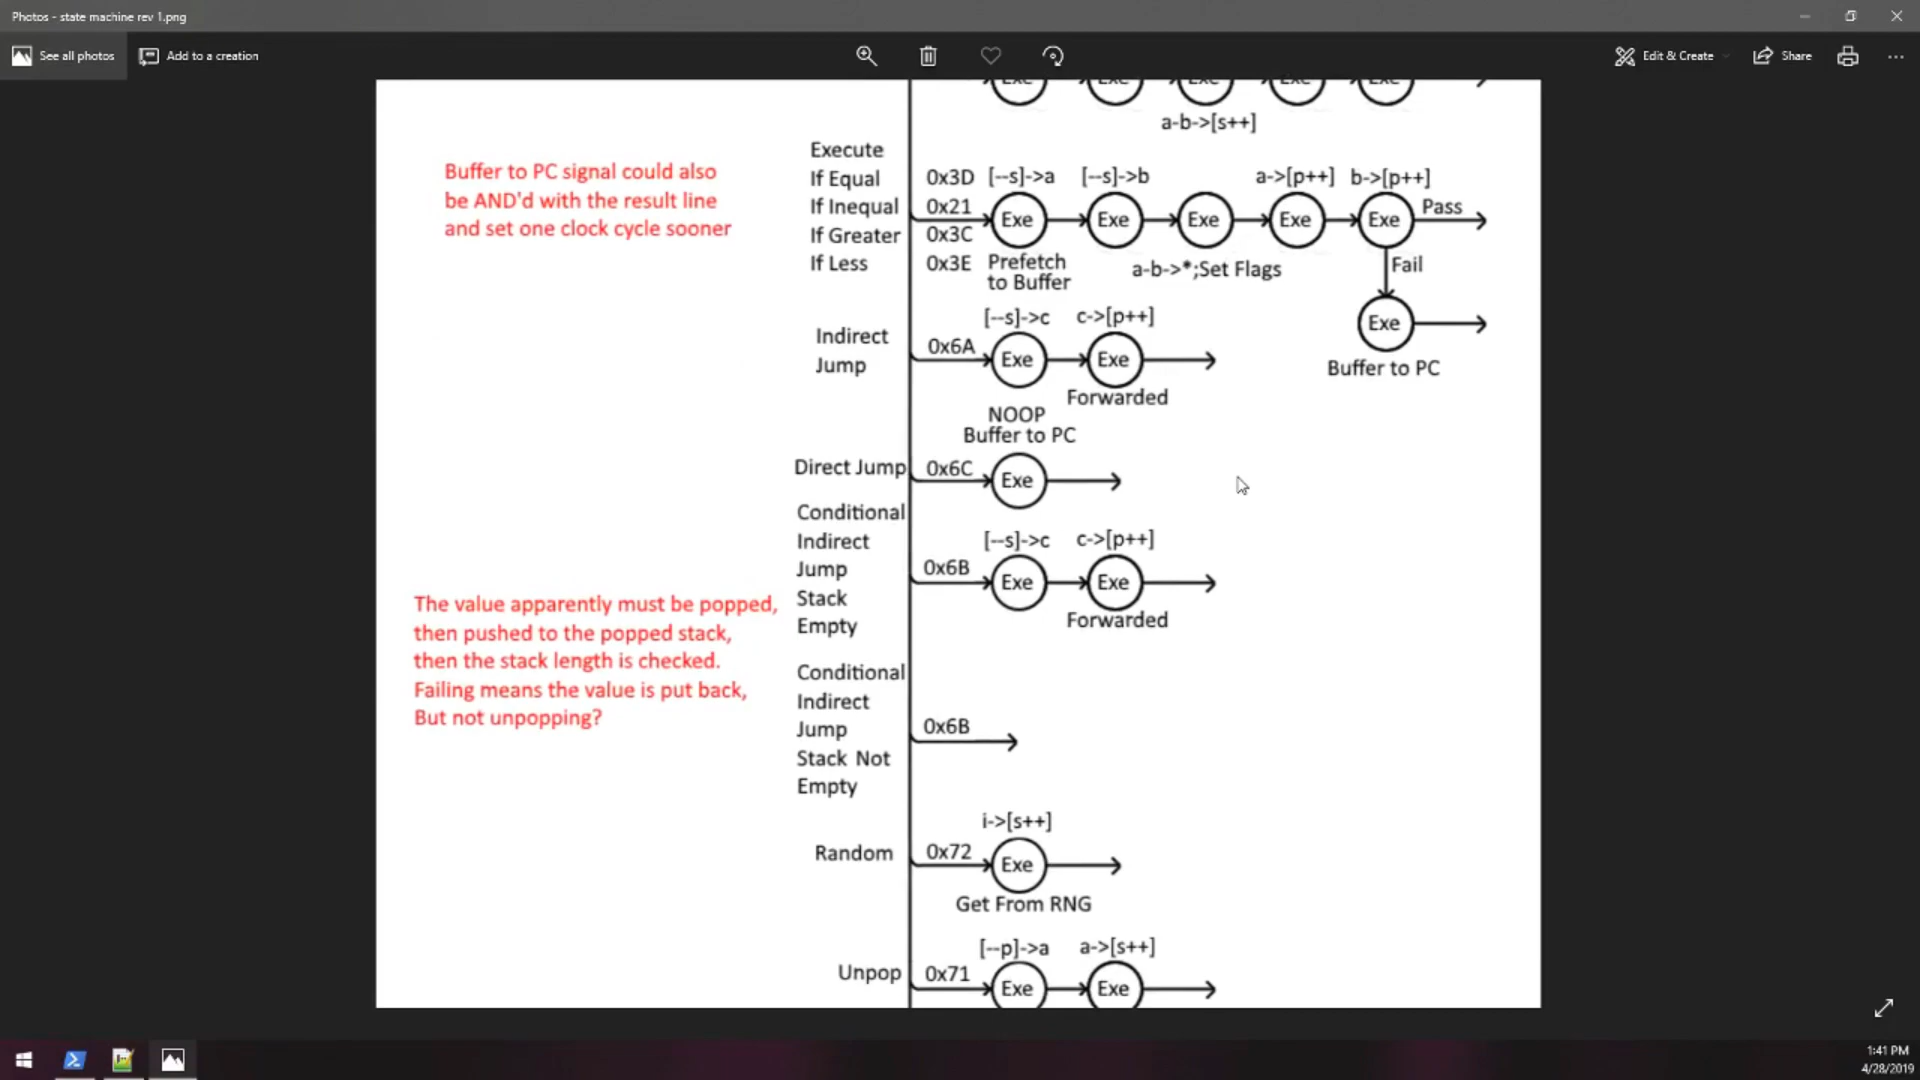 Photos - state machine rev 1.png
See all photos
Add to a creation
Edit & Create
Share
Exe Exe Exe Exe Exe
a-b->[s++]
Buffer to PC signal could also
be AND'd with the result line
and set one clock cycle sooner
Execute
If Equal
If Inequal
If Greater
If Less
0x3D
0x21
0x3C
0x3E
[--s]->a
[--s]->b
a->[p++]
b->[p++]
Exe
Exe
Exe
Exe
Exe
Pass
Prefetch
to Buffer
a-b->*;Set Flags
Fail
Exe
Buffer to PC
Indirect
Jump
0x6A
[--s]->c
c->[p++]
Exe
Exe
Forwarded
NOOP
Buffer to PC
Direct Jump
0x6C
Exe
Conditional
Indirect
Jump
Stack
Empty
0x6B
[--s]->c
c->[p++]
Exe
Exe
Forwarded
The value apparently must be popped,
then pushed to the popped stack,
then the stack length is checked.
Failing means the value is put back,
But not unpopping?
Conditional
Indirect
Jump
Stack Not
Empty
0x6B
Random
0x72
i->[s++]
Exe
Get From RNG
Unpop
0x71
[--p]->a
a->[s++]
Exe
Exe
1:41 PM
4/28/2019